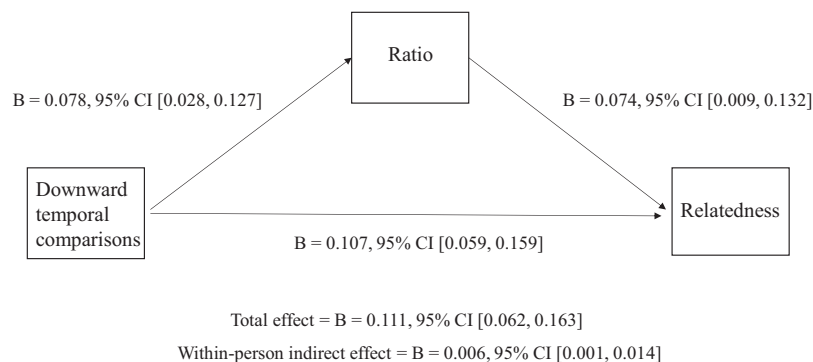 Ratio
B = 0.078, 95% CI [0.028, 0.127]
B = 0.074, 95% CI [0.009, 0.132]
Downward
temporal
comparisons
Relatedness
B = 0.107, 95% CI [0.059, 0.159]
Total effect = B = 0.111, 95% CI [0.062, 0.163]
Within-person indirect effect = B = 0.006, 95% CI [0.001, 0.014]